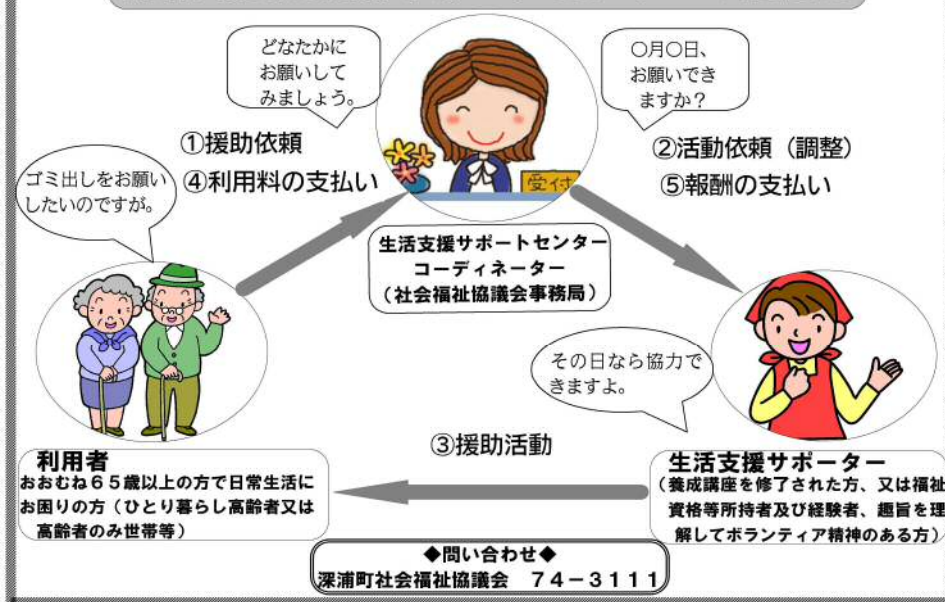 どなたかに
お願いして
みましょう。
〇月〇日、
お願いでき
ますか？
①援助依頼
④利用料の支払い
②活動依頼（調整）
⑤報酬の支払い
受付
ゴミ出しをお願い
したいのですが。
生活支援サポートセンター
コーディネーター
（社会福祉協議会事務局）
その日なら協力で
きますよ。
③援助活動
利用者
おおむね６５歳以上の方で日常生活に
お困りの方（ひとり暮らし高齢者又は
高齢者のみ世帯等）
生活支援サポーター
（養成講座を修了された方、又は福祉
資格等所持者及び経験者、趣旨を理
解してボランティア精神のある方）
◆問い合わせ◆
深浦町社会福祉協議会　７４－３１１１